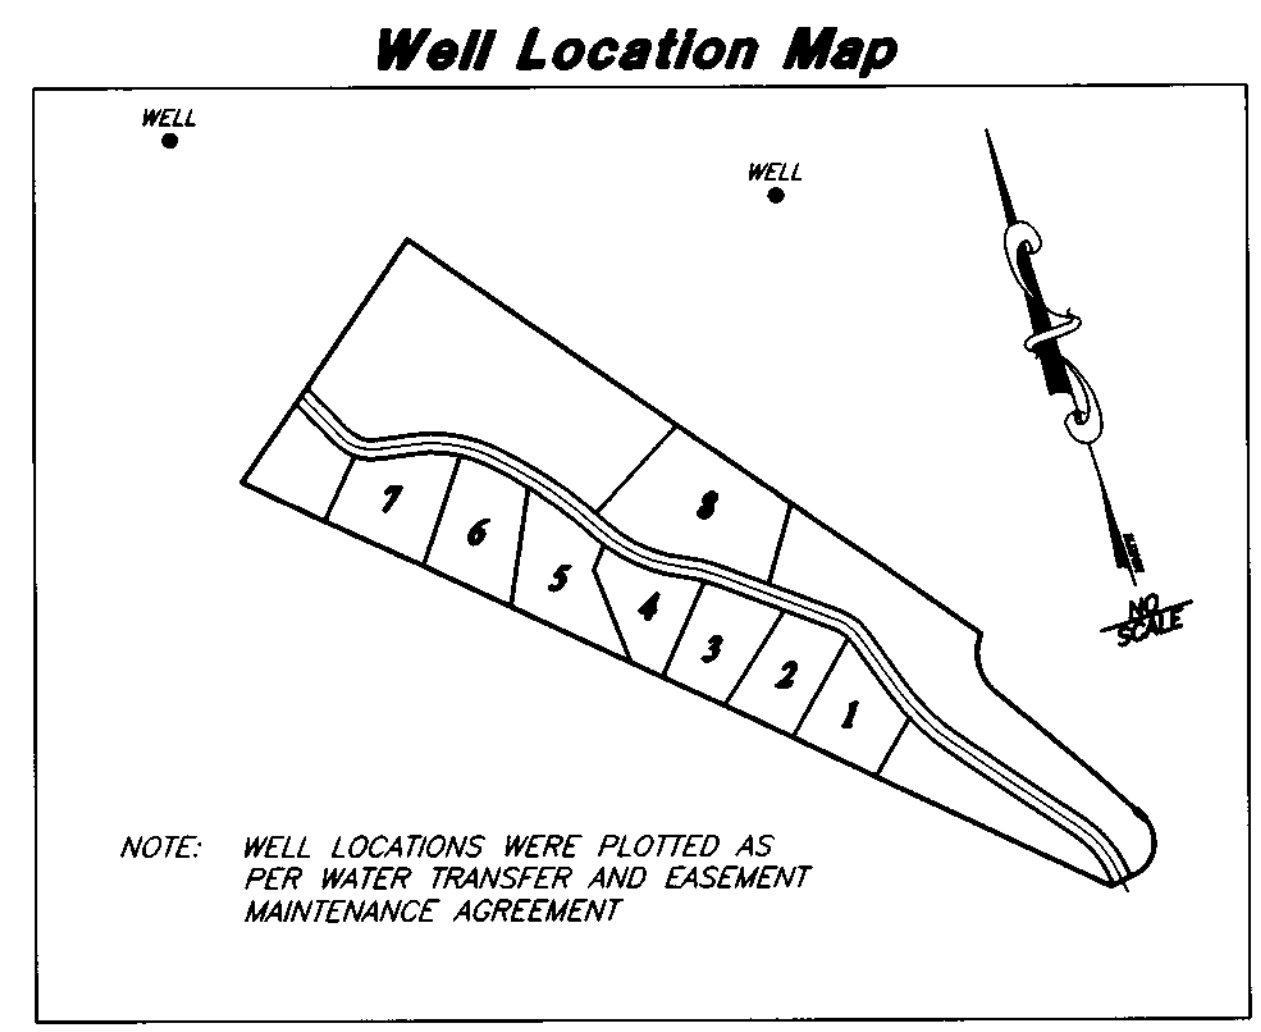 Well Location Map
WELL
WELL
8
7
6
5
4
3
2
1
NO
SCALE
NOTE: WELL LOCATIONS WERE PLOTTED AS
PER WATER TRANSFER AND EASEMENT
MAINTENANCE AGREEMENT